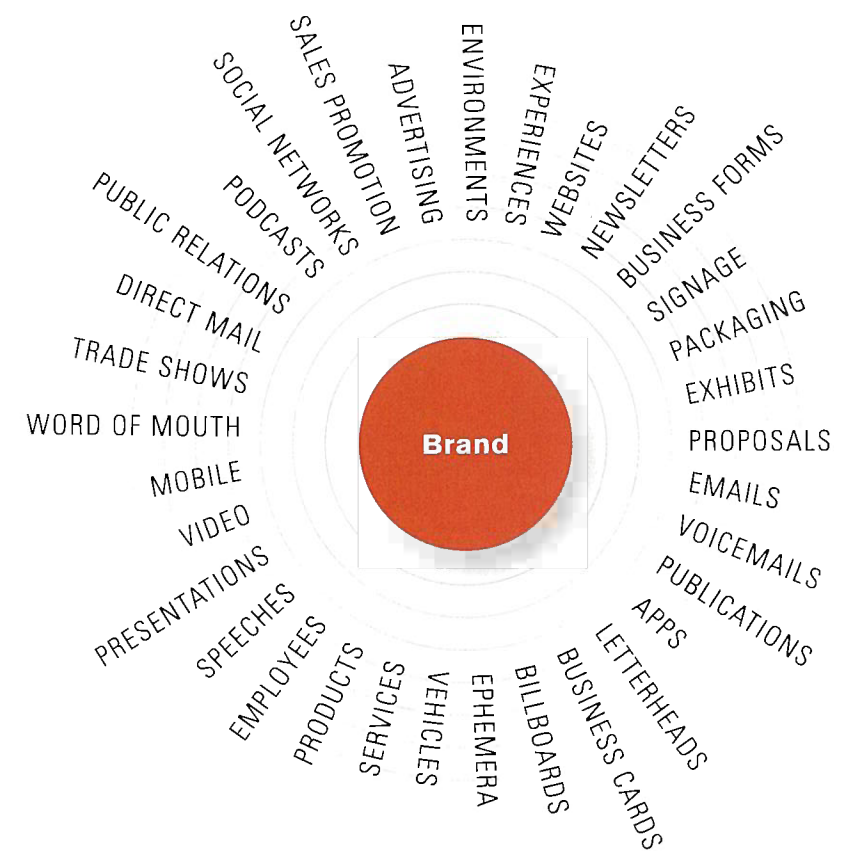 ENVIRONMENTS
EXPERIENCES
WEBSITES
NEWSLETTERS
BUSINESS FORMS
SIGNAGE
PACKAGING
EXHIBITS
PROPOSALS
EMAILS
VOICEMAILS
PUBLICATIONS
APPS
LETTERHEADS
BUSINESS CARDS
BILLBOARDS
EPHEMERA
VEHICLES
SERVICES
PRODUCTS
EMPLOYEES
SPEECHES
PRESENTATIONS
VIDEO
MOBILE
WORD OF MOUTH
TRADE SHOWS
DIRECT MAIL
PUBLIC RELATIONS
PODCASTS
SOCIAL NETWORKS
SALES PROMOTION
ADVERTISING
Brand